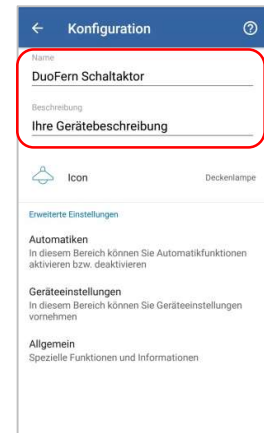 ← Konfiguration
Name
DuoFern Schaltaktor
Beschreibung
Ihre Gerätebeschreibung
Icon Deckenlampe
Erweiterte Einstellungen
Automatiken
In diesem Bereich können Sie Automatikfunktionen
aktivieren bzw. deaktivieren
Geräteeinstellungen
In diesem Bereich können Sie Geräteeinstellungen
vornehmen
Allgemein
Spezielle Funktionen und Informationen